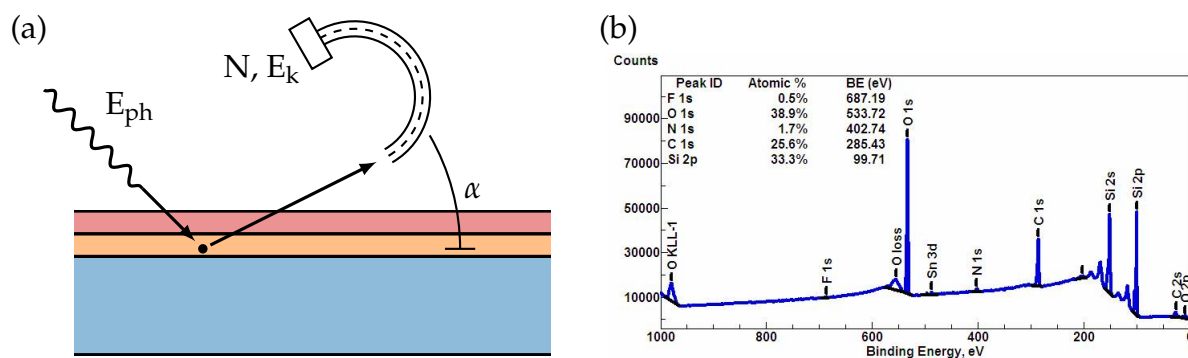 (a)
N, E_k
E_ph
α
(b)
Counts
Peak ID Atomic % BE (eV)
F 1s 0.5% 687.19
O 1s 38.9% 533.72
N 1s 1.7% 402.74
C 1s 25.6% 285.43
Si 2p 33.3% 99.71
90000
70000
50000
30000
10000
O KLL-1
F 1s
O loss
O 1s
Sn 3d
N 1s
C 1s
Si 2s
Si 2p
C 2s
O 2p
1000 800 600 400 200
Binding Energy, eV